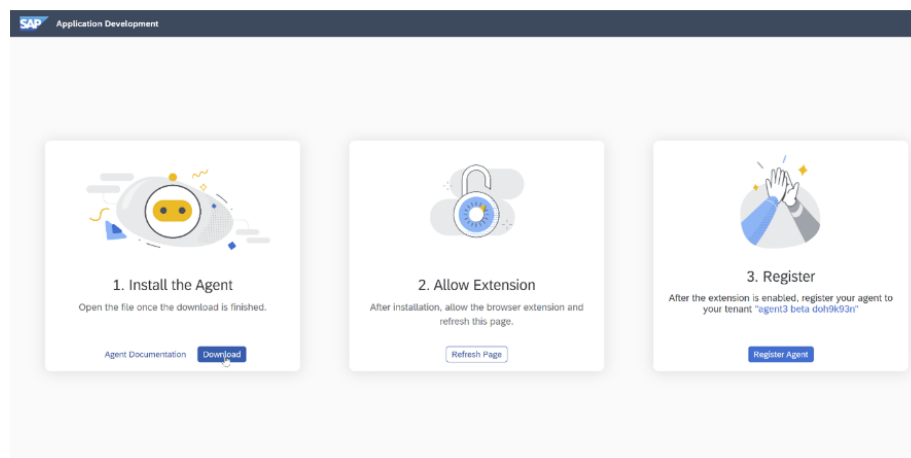 SAP Application Development
1. Install the Agent
Open the file once the download is finished.
Agent Documentation Download
2. Allow Extension
After installation, allow the browser extension and
refresh this page.
Refresh Page
3. Register
After the extension is enabled, register your agent to
your tenant "agent3 beta doh9k93n"
Register Agent